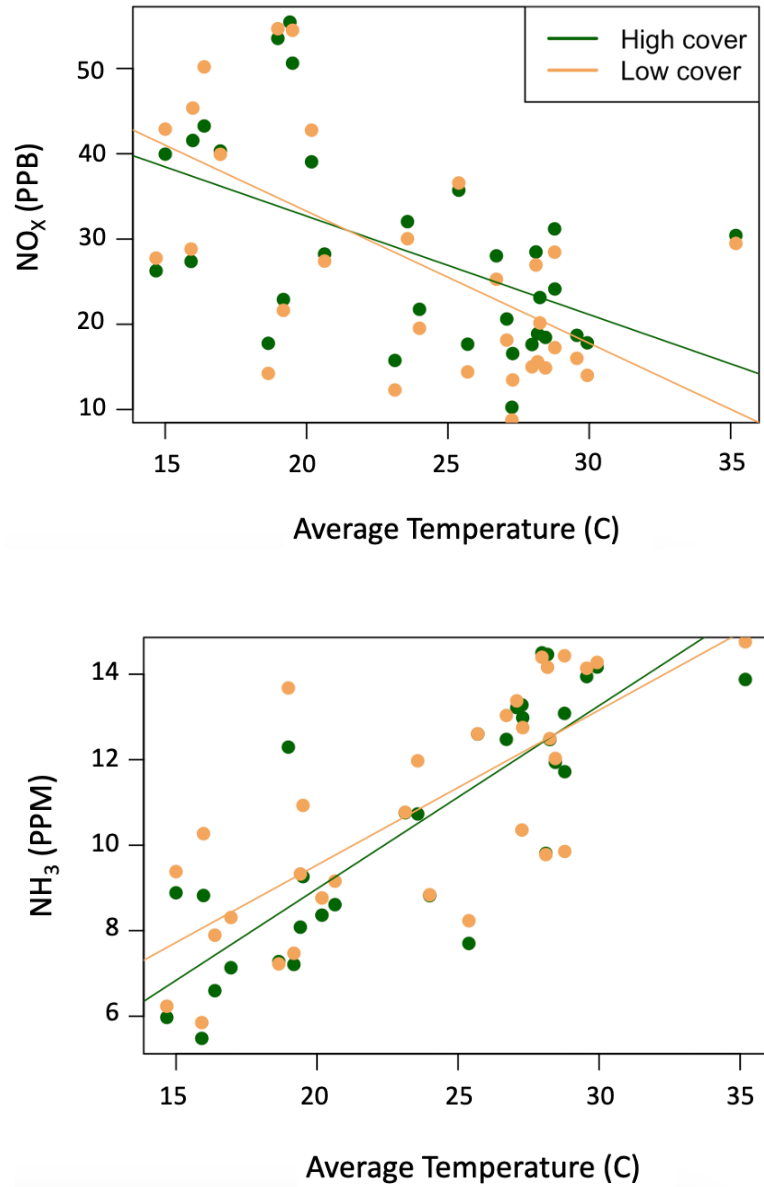 High cover
Low cover
50
40
30
20
10
NOX (PPB)
15 20 25 30 35
Average Temperature (C)
14
12
10
8
6
NH3 (PPM)
15 20 25 30 35
Average Temperature (C)